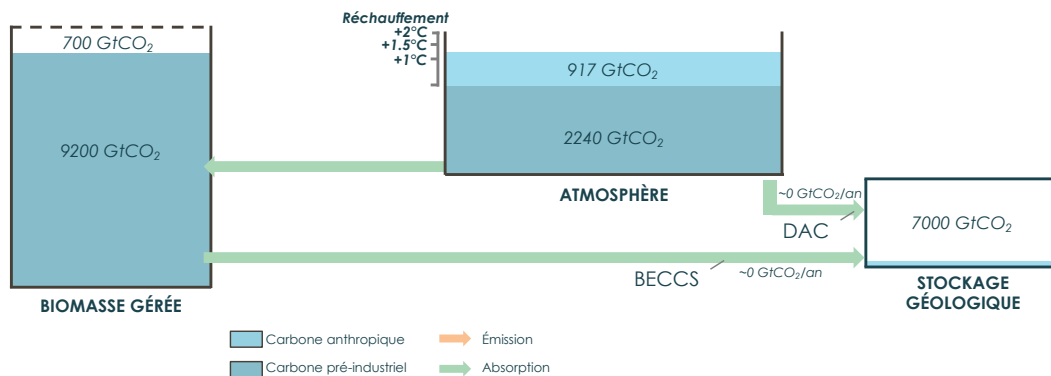 Réchauffement
+2°C
+1.5°C
+1°C
700 GtCO₂
917 GtCO₂
9200 GtCO₂
2240 GtCO₂
ATMOSPHÈRE
~0 GtCO₂/an
DAC
7000 GtCO₂
BECCS
~0 GtCO₂/an
BIOMASSE GÉRÉE
STOCKAGE
GÉOLOGIQUE
Carbone anthropique
Émission
Carbone pré-industriel
Absorption